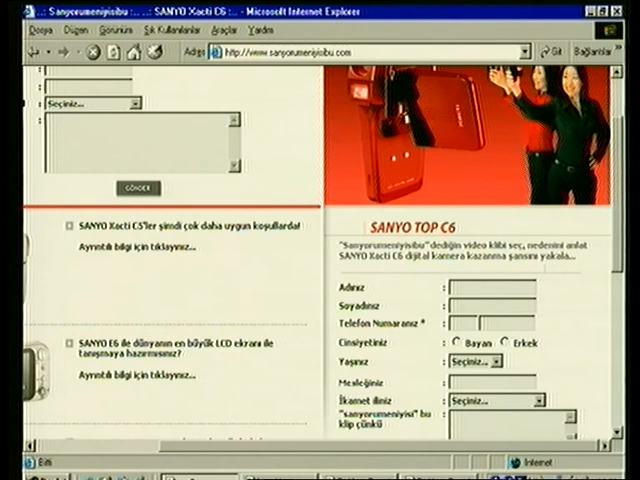 ..: Sanyorumeniyisibu :.. ..: SANYO Xacti C6 :.. - Microsoft Internet Explorer
Dosya Düzen Görünüm Sık Kullanılanlar Araçlar Yardım
Adres http://www.sanyorumeniyisibu.com Git Bağlantılar »
:
:
: Seçiniz...
:
GÖNDER
SANYO Xacti C5'ler şimdi çok daha uygun koşullarda!
Ayrıntılı bilgi için tıklayınız...
SANYO E6 ile dünyanın en büyük LCD ekranı ile
tanışmaya hazırmısınız?
Ayrıntılı bilgi için tıklayınız...
SANYO TOP C6
"Sanyorumeniyisibu" dediğin video klibi seç, nedenini anlat
SANYO Xacti C6 dijital kamera kazanma şansını yakala...
Adınız :
Soyadınız :
Telefon Numaranız * :
Cinsiyetiniz : Bayan Erkek
Yaşınız : Seçiniz...
Mesleğiniz :
İkamet iliniz : Seçiniz...
"sanyorumeniyisi" bu :
klip çünkü
Bitti Internet